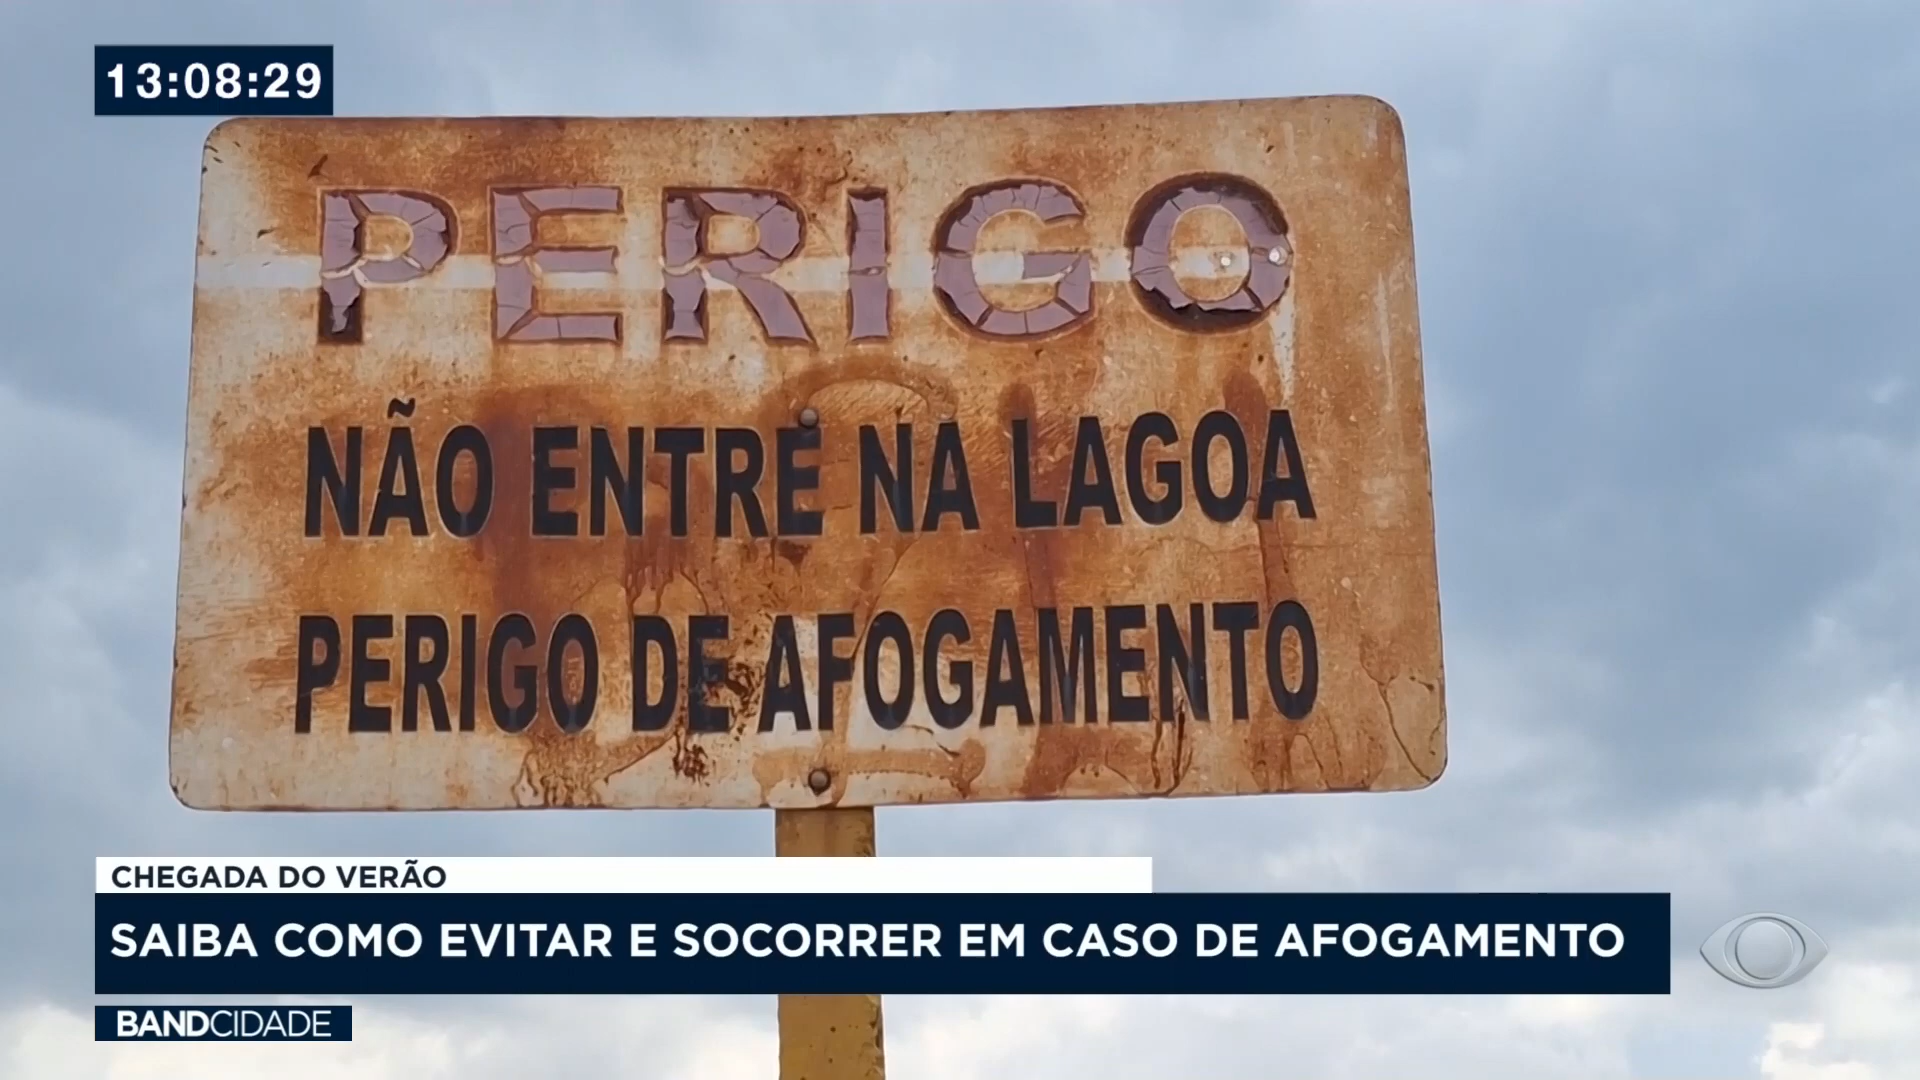 13:08:29
PERIGO
NÃO ENTRE NA LAGOA
PERIGO DE AFOGAMENTO
CHEGADA DO VERÃO
SAIBA COMO EVITAR E SOCORRER EM CASO DE AFOGAMENTO
BANDCIDADE